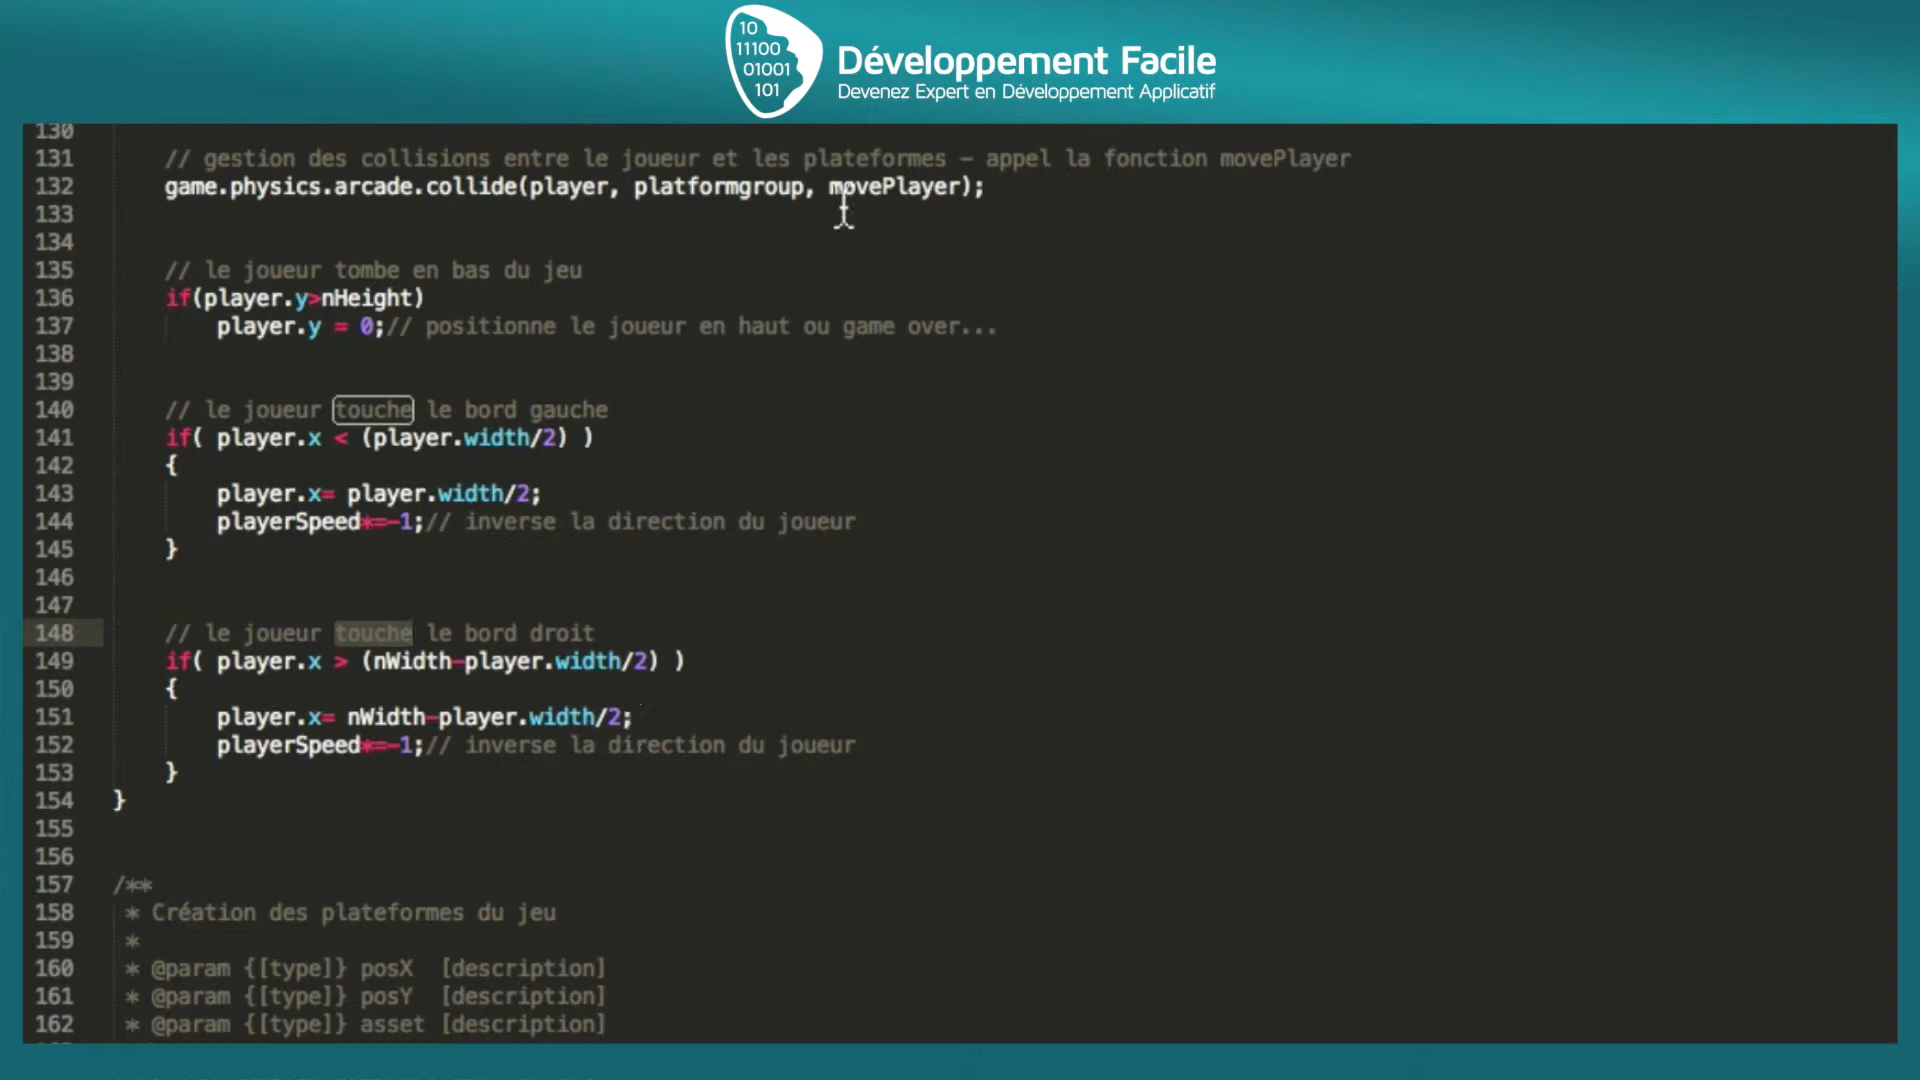 10
11100
01001
101
Développement Facile
Devenez Expert en Développement Applicatif
130
131 // gestion des collisions entre le joueur et les plateformes – appel la fonction movePlayer
132 game.physics.arcade.collide(player, platformgroup, movePlayer);
133
134
135 // le joueur tombe en bas du jeu
136 if(player.y>nHeight)
137 player.y = 0;// positionne le joueur en haut ou game over...
138
139
140 // le joueur touche le bord gauche
141 if( player.x < (player.width/2) )
142 {
143 player.x= player.width/2;
144 playerSpeed*=-1;// inverse la direction du joueur
145 }
146
147
148 // le joueur touche le bord droit
149 if( player.x > (nWidth-player.width/2) )
150 {
151 player.x= nWidth-player.width/2;
152 playerSpeed*=-1;// inverse la direction du joueur
153 }
154 }
155
156
157 /**
158 * Création des plateformes du jeu
159 *
160 * @param {[type]} posX [description]
161 * @param {[type]} posY [description]
162 * @param {[type]} asset [description]